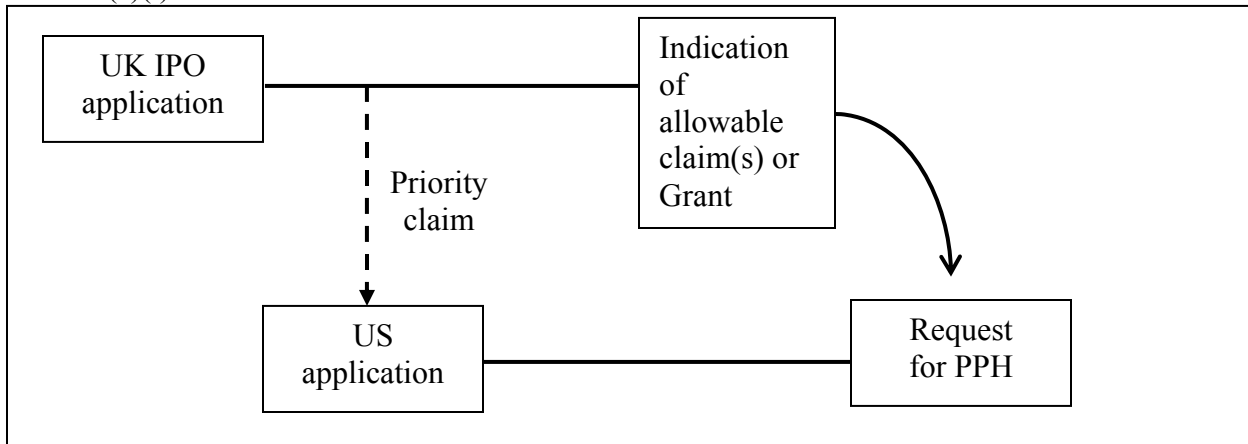 UK IPO
application
Indication
of
allowable
claim(s) or
Grant
Priority
claim
US
application
Request
for PPH